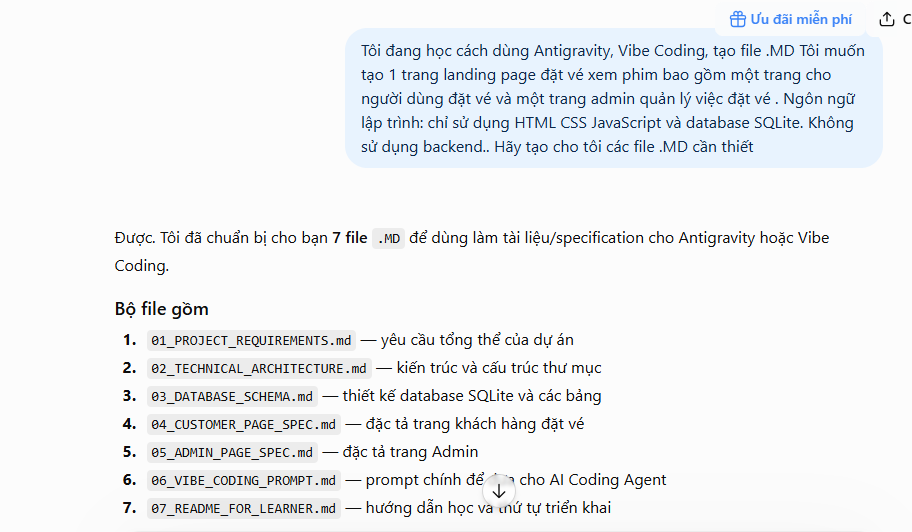 Ưu đãi miễn phí
C
Tôi đang học cách dùng Antigravity, Vibe Coding, tạo file .MD Tôi muốn
tạo 1 trang landing page đặt vé xem phim bao gồm một trang cho
người dùng đặt vé và một trang admin quản lý việc đặt vé . Ngôn ngữ
lập trình: chỉ sử dụng HTML CSS JavaScript và database SQLite. Không
sử dụng backend.. Hãy tạo cho tôi các file .MD cần thiết
Được. Tôi đã chuẩn bị cho bạn 7 file .MD để dùng làm tài liệu/specification cho Antigravity hoặc Vibe
Coding.
Bộ file gồm
1. 01_PROJECT_REQUIREMENTS.md — yêu cầu tổng thể của dự án
2. 02_TECHNICAL_ARCHITECTURE.md — kiến trúc và cấu trúc thư mục
3. 03_DATABASE_SCHEMA.md — thiết kế database SQLite và các bảng
4. 04_CUSTOMER_PAGE_SPEC.md — đặc tả trang khách hàng đặt vé
5. 05_ADMIN_PAGE_SPEC.md — đặc tả trang Admin
6. 06_VIBE_CODING_PROMPT.md — prompt chính để cho AI Coding Agent
7. 07_README_FOR_LEARNER.md — hướng dẫn học và thứ tự triển khai